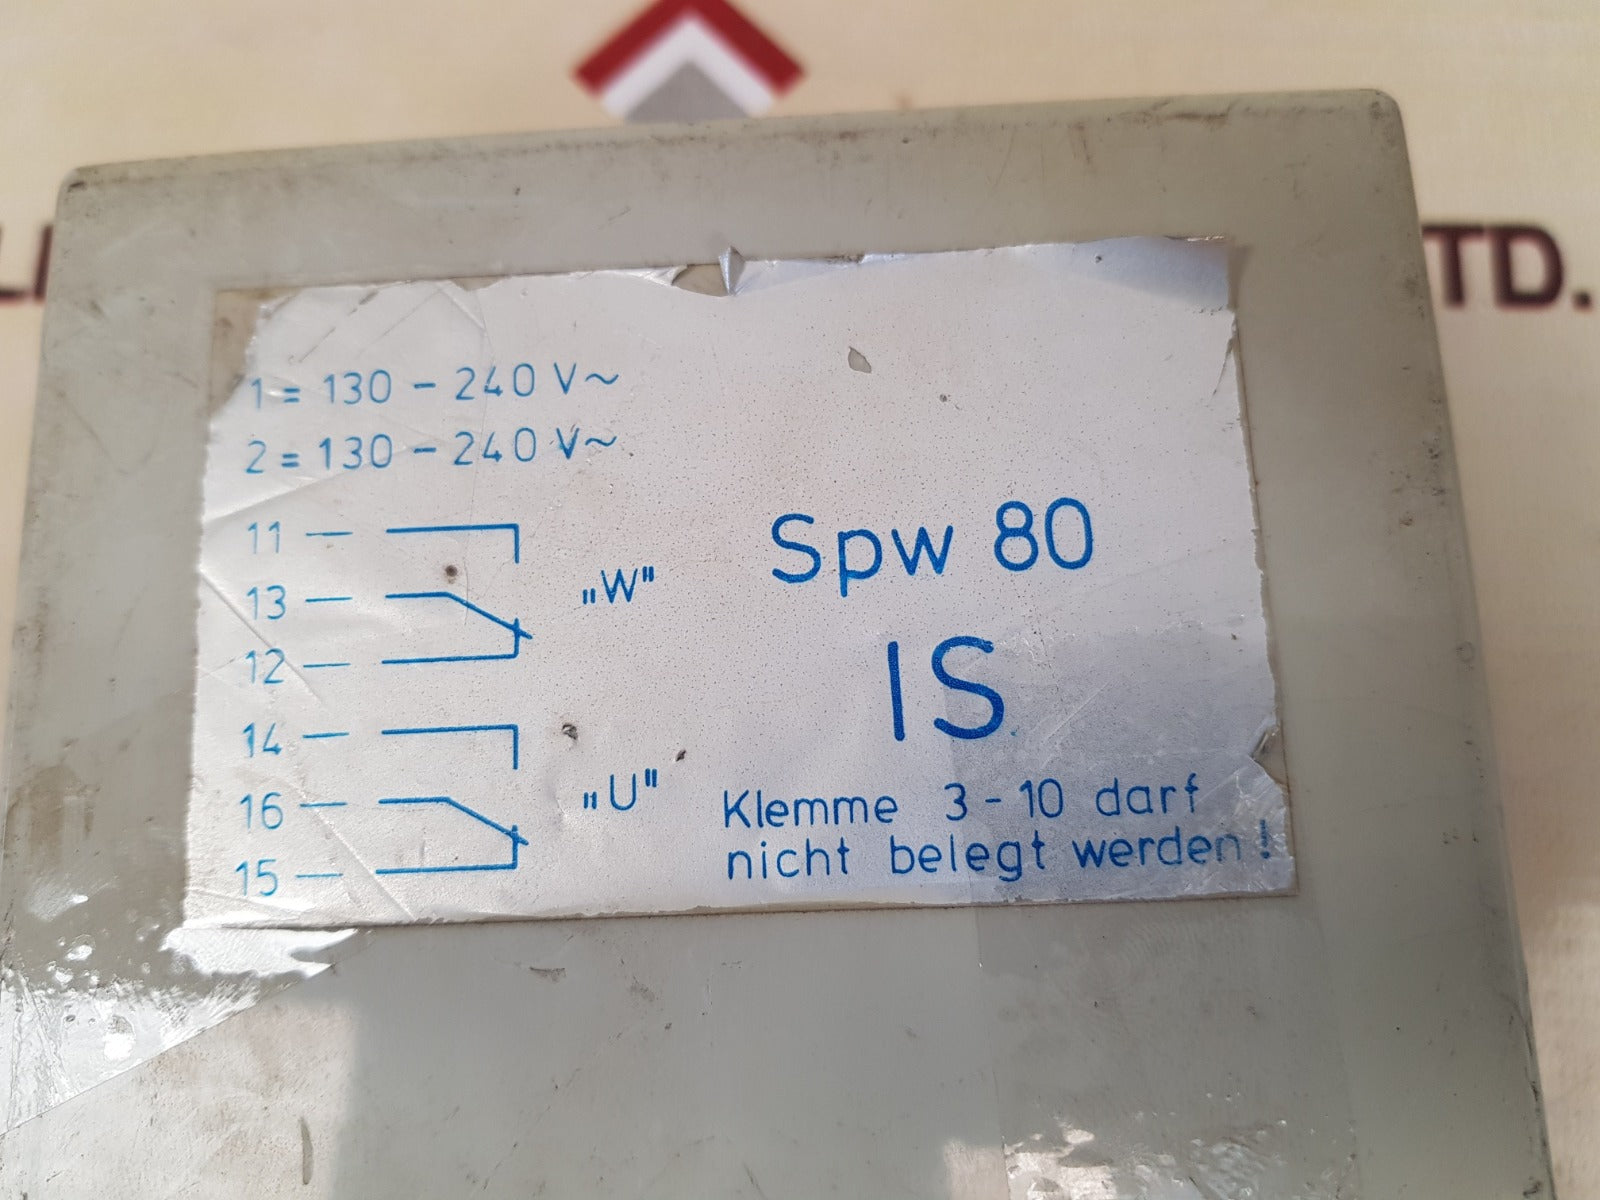 1 = 130 - 240 V~
2 = 130 - 240 V~
11
13
12
„W"
14
16
15
„U"
Spw 80
IS
Klemme 3-10 darf
nicht belegt werden!
TD.